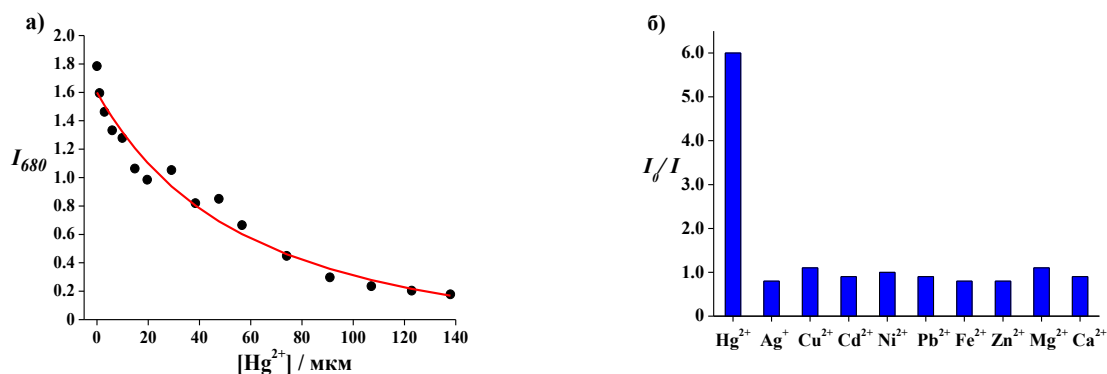 а)
2.0
1.8
1.6
1.4
1.2
1.0
0.8
0.6
0.4
0.2
0
I₆₈₀
0 20 40 60 80 100 120 140
[Hg²⁺] / мкм
б)
6.0
5.0
4.0
3.0
2.0
1.0
0
I₀/I
Hg²⁺ Ag⁺ Cu²⁺ Cd²⁺ Ni²⁺ Pb²⁺ Fe²⁺ Zn²⁺ Mg²⁺ Ca²⁺